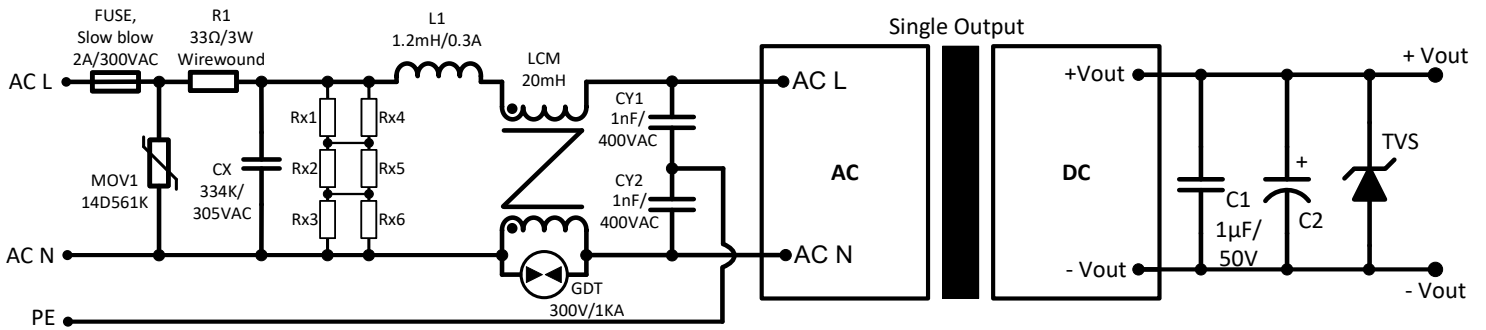 FUSE,
Slow blow
2A/300VAC
R1
33Ω/3W
Wirewound
L1
1.2mH/0.3A
LCM
20mH
Single Output
AC L
AC N
PE
MOV1
14D561K
CX
334K/
305VAC
Rx1
Rx4
Rx2
Rx5
Rx3
Rx6
GDT
300V/1KA
CY1
1nF/
400VAC
CY2
1nF/
400VAC
AC L
AC
AC N
+Vout
DC
- Vout
C1
1µF/
50V
+
C2
TVS
+ Vout
- Vout